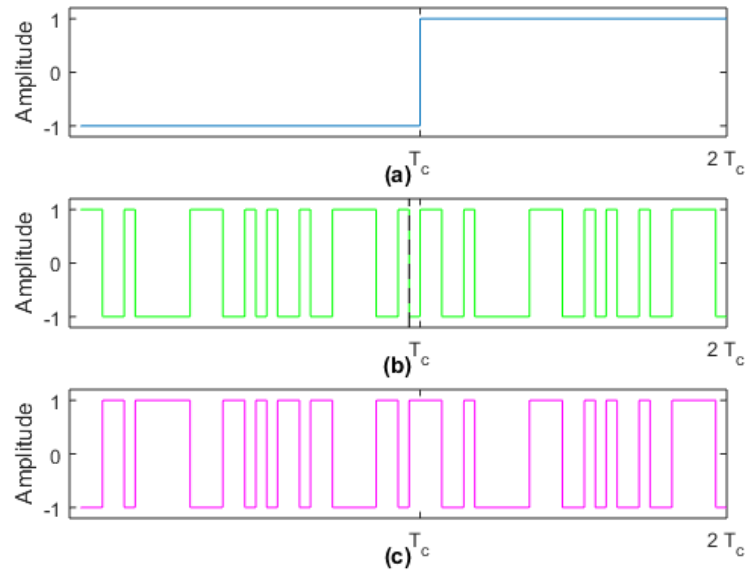 1
0
-1
Amplitude
T_c
2 T_c
(a)
1
0
-1
Amplitude
T_c
2 T_c
(b)
1
0
-1
Amplitude
T_c
2 T_c
(c)